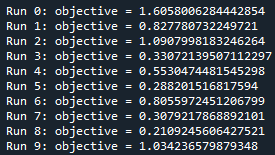 Run 0: objective = 1.6058006284442854
Run 1: objective = 0.827780732249721
Run 2: objective = 1.0907998183246264
Run 3: objective = 0.33072139507112297
Run 4: objective = 0.5530474481545298
Run 5: objective = 0.288201516817594
Run 6: objective = 0.8055972451206799
Run 7: objective = 0.3079217868892101
Run 8: objective = 0.2109245606427521
Run 9: objective = 1.034236579879348